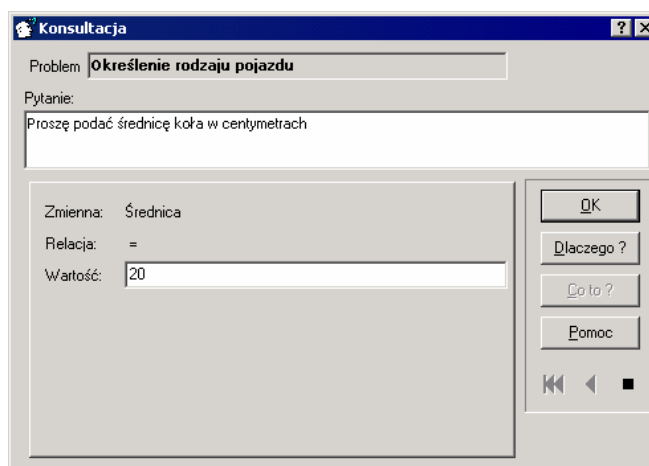 Konsultacja
Problem Określenie rodzaju pojazdu
Pytanie:
Proszę podać średnicę koła w centymetrach
Zmienna: Średnica
Relacja: =
Wartość: 20
OK
Dlaczego ?
Co to ?
Pomoc